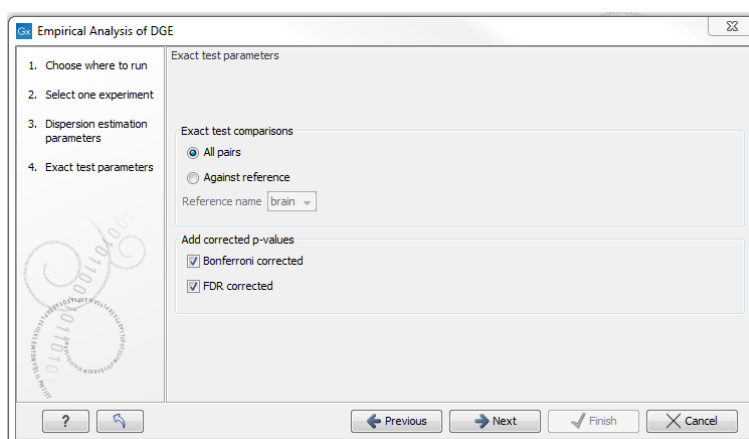 Gx Empirical Analysis of DGE
1. Choose where to run
2. Select one experiment
3. Dispersion estimation
parameters
4. Exact test parameters
Exact test parameters
Exact test comparisons
All pairs
Against reference
Reference name brain
Add corrected p-values
Bonferroni corrected
FDR corrected
? Previous Next Finish Cancel